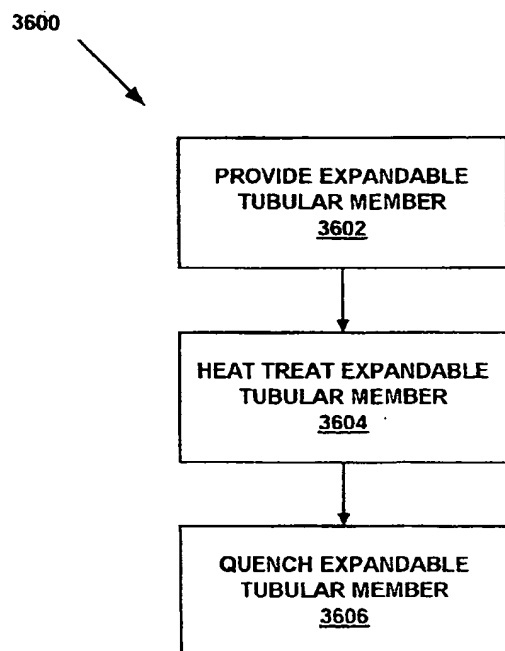 3600
PROVIDE EXPANDABLE
TUBULAR MEMBER
3602
HEAT TREAT EXPANDABLE
TUBULAR MEMBER
3604
QUENCH EXPANDABLE
TUBULAR MEMBER
3606